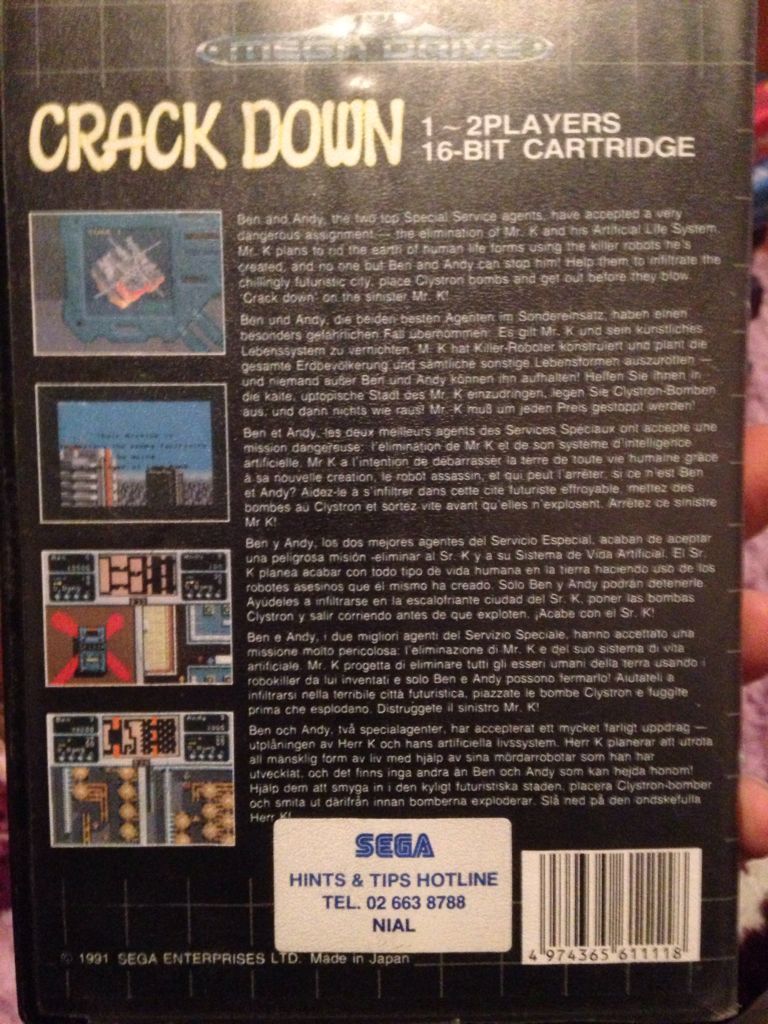 MEGA DRIVE
CRACK DOWN
1~2PLAYERS
16-BIT CARTRIDGE
Ben and Andy, the two top Special Service agents, have accepted a very
dangerous assignment — the elimination of Mr. K and his Artificial Life System.
Mr. K plans to rid the earth of human life forms using the killer robots he's
created, and no one but Ben and Andy can stop him! Help them to infiltrate the
chillingly futuristic city, place Clystron bombs and get out before they blow.
'Crack down' on the sinister Mr. K!
Ben und Andy, die beiden besten Agenten im Sondereinsatz, haben einen
besonders gefährlichen Fall übernommen: Es gilt Mr. K und sein künstliches
Lebenssystem zu vernichten. M. K hat Killer-Roboter konstruiert und plant die
gesamte Erdbevölkerung und sämtliche sonstige Lebensformen auszurotten —
und niemand außer Ben und Andy können ihn aufhalten! Helfen Sie ihnen in
die kalte, uptopische Stadt des Mr. K einzudringen, legen Sie Clystron-Bomben
aus, und dann nichts wie raus! Mr. K muß um jeden Preis gestoppt werden!
Ben et Andy, les deux meilleurs agents des Services Spéciaux ont accepte une
mission dangereuse: l'elimination de Mr K et de son systeme d'intelligence
artificielle. Mr K a l'intention de débarrasser la terre de toute vie humaine grâce
à sa nouvelle création, le robot assassin, et qui peut l'arrêter, si ce n'est Ben
et Andy? Aidez-le à s'infiltrer dans cette cite futuriste effroyable, mettez des
bombes au Clystron et sortez vite avant qu'elles n'explosent. Arrêtez ce sinistre
Mr K!
Ben y Andy, los dos mejores agentes del Servicio Especial, acaban de aceptar
una peligrosa misión -eliminar al Sr. K y a su Sistema de Vida Artificial. El Sr.
K planea acabar con todo tipo de vida humana en la tierra haciendo uso de los
robotes asesinos que el mismo ha creado. Sólo Ben y Andy podrán detenerle.
Ayúdeles a infiltrarse en la escalofriante ciudad del Sr. K, poner las bombas
Clystron y salir corriendo antes de que exploten. ¡Acabe con el Sr. K!
Ben e Andy, i due migliori agenti del Servizio Speciale, hanno accettato una
missione molto pericolosa: l'eliminazione di Mr K e del suo sistema di vita
artificiale. Mr. K progetta di eliminare tutti gli esseri umani della terra usando i
robokiller da lui inventati e solo Ben e Andy possono fermarlo! Aiutateli a
infiltrarsi nella terribile città futuristica, piazzate le bombe Clystron e fuggite
prima che esplodano. Distruggete il sinistro Mr. K!
Ben och Andy, två specialagenter, har accepterat ett mycket farligt uppdrag —
utplåningen av Herr K och hans artificiella livssystem. Herr K planerar att utrota
all mänsklig form av liv med hjälp av sina mördarrobotar som han har
utvecklat, och det finns inga andra än Ben och Andy som kan hejda honom!
Hjälp dem att smyga in i den kyligt futuristiska staden, placera Clystron-bomber
och smita ut därifrån innan bomberna exploderar. Slå ned på den ondskefulla
Herr K!
SEGA
HINTS & TIPS HOTLINE
TEL. 02 663 8788
NIAL
4 974365 611118
© 1991 SEGA ENTERPRISES LTD. Made in Japan